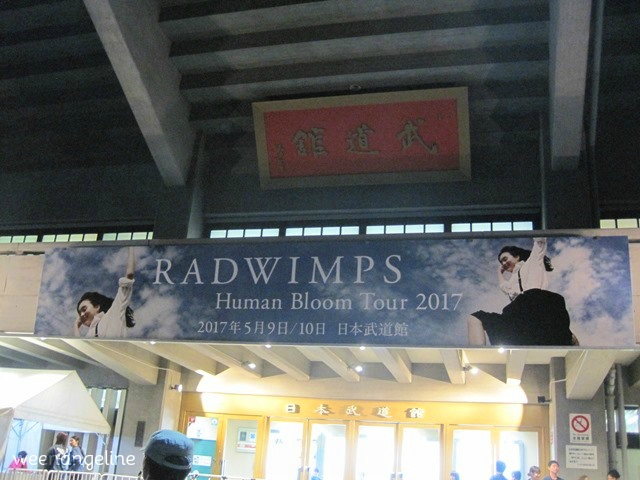 館道武
RADWIMPS
Human Bloom Tour 2017
2017年5月9日/10日 日本武道館
日本武道館
weentangeline